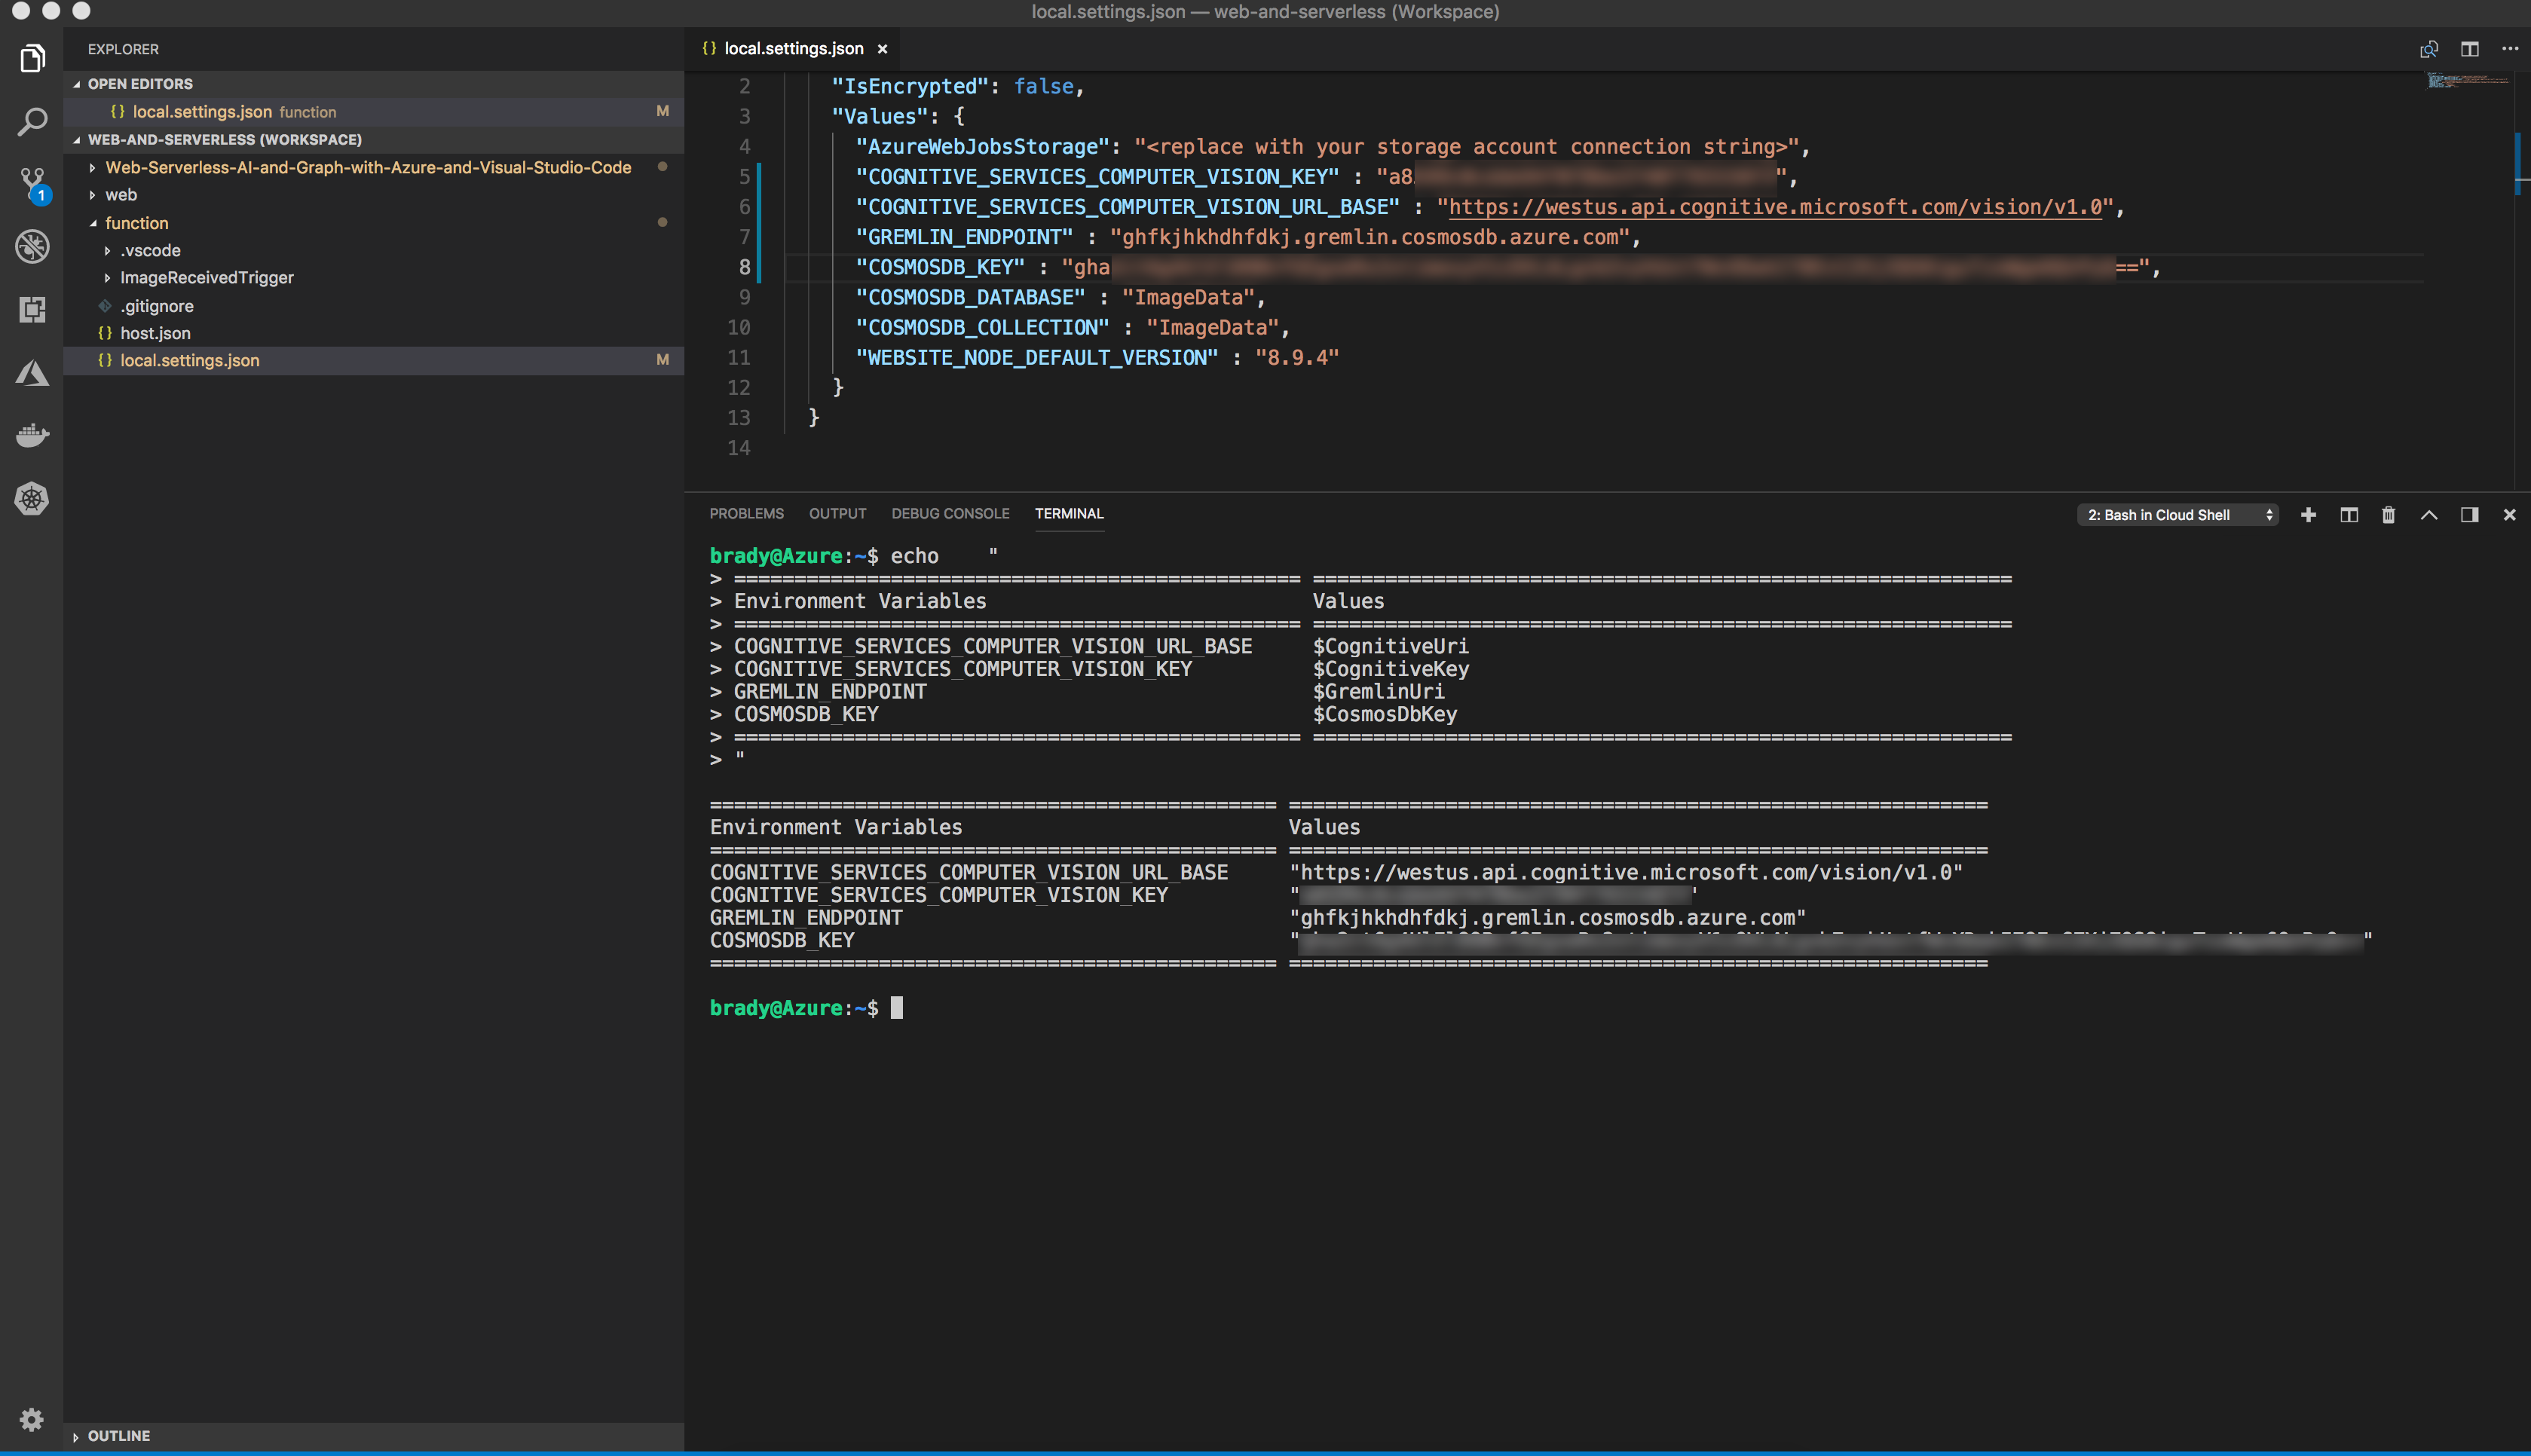 local.settings.json — web-and-serverless (Workspace)
EXPLORER
OPEN EDITORS
{} local.settings.json function M
WEB-AND-SERVERLESS (WORKSPACE)
Web-Serverless-AI-and-Graph-with-Azure-and-Visual-Studio-Code
web
function
.vscode
ImageReceivedTrigger
.gitignore
{} host.json
{} local.settings.json M
1
OUTLINE
{} local.settings.json ×
2 "IsEncrypted": false,
3 "Values": {
4 "AzureWebJobsStorage": "<replace with your storage account connection string>",
5 "COGNITIVE_SERVICES_COMPUTER_VISION_KEY" : "a8 ",
6 "COGNITIVE_SERVICES_COMPUTER_VISION_URL_BASE" : "https://westus.api.cognitive.microsoft.com/vision/v1.0",
7 "GREMLIN_ENDPOINT" : "ghfkjhkhdhfdkj.gremlin.cosmosdb.azure.com",
8 "COSMOSDB_KEY" : "gha ==",
9 "COSMOSDB_DATABASE" : "ImageData",
10 "COSMOSDB_COLLECTION" : "ImageData",
11 "WEBSITE_NODE_DEFAULT_VERSION" : "8.9.4"
12 }
13 }
14
PROBLEMS OUTPUT DEBUG CONSOLE TERMINAL 2: Bash in Cloud Shell
brady@Azure:~$ echo "
> =============================================== ==========================================================
> Environment Variables Values
> =============================================== ==========================================================
> COGNITIVE_SERVICES_COMPUTER_VISION_URL_BASE $CognitiveUri
> COGNITIVE_SERVICES_COMPUTER_VISION_KEY $CognitiveKey
> GREMLIN_ENDPOINT $GremlinUri
> COSMOSDB_KEY $CosmosDbKey
> =============================================== ==========================================================
> "
=============================================== ==========================================================
Environment Variables Values
=============================================== ==========================================================
COGNITIVE_SERVICES_COMPUTER_VISION_URL_BASE "https://westus.api.cognitive.microsoft.com/vision/v1.0"
COGNITIVE_SERVICES_COMPUTER_VISION_KEY " "
GREMLIN_ENDPOINT "ghfkjhkhdhfdkj.gremlin.cosmosdb.azure.com"
COSMOSDB_KEY " "
=============================================== ==========================================================
brady@Azure:~$